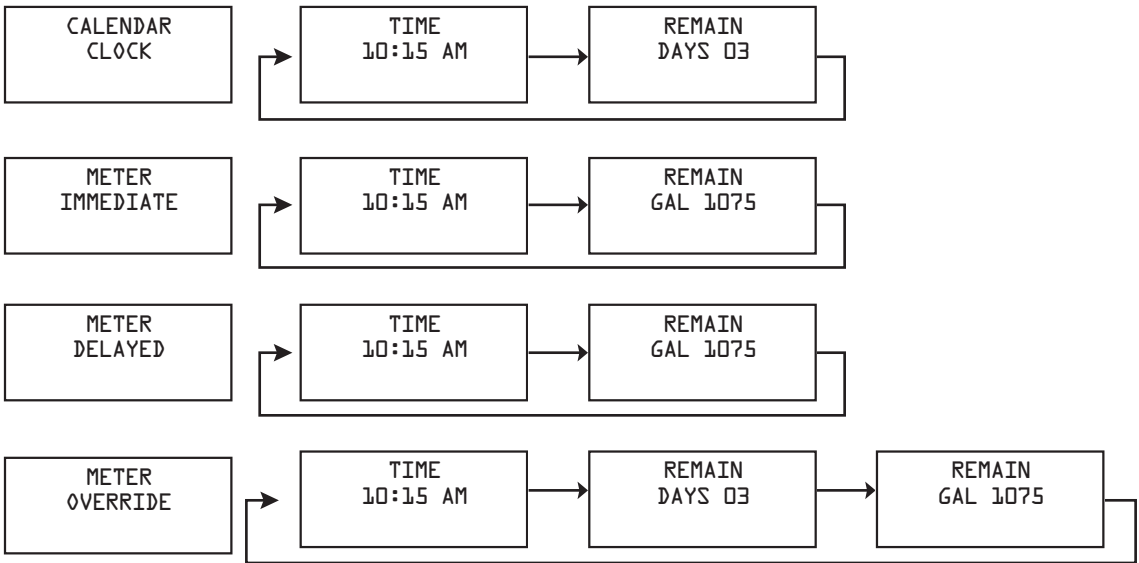 CALENDAR
CLOCK
TIME
10:15 AM
REMAIN
DAYS 03
METER
IMMEDIATE
TIME
10:15 AM
REMAIN
GAL 1075
METER
DELAYED
TIME
10:15 AM
REMAIN
GAL 1075
METER
OVERRIDE
TIME
10:15 AM
REMAIN
DAYS 03
REMAIN
GAL 1075